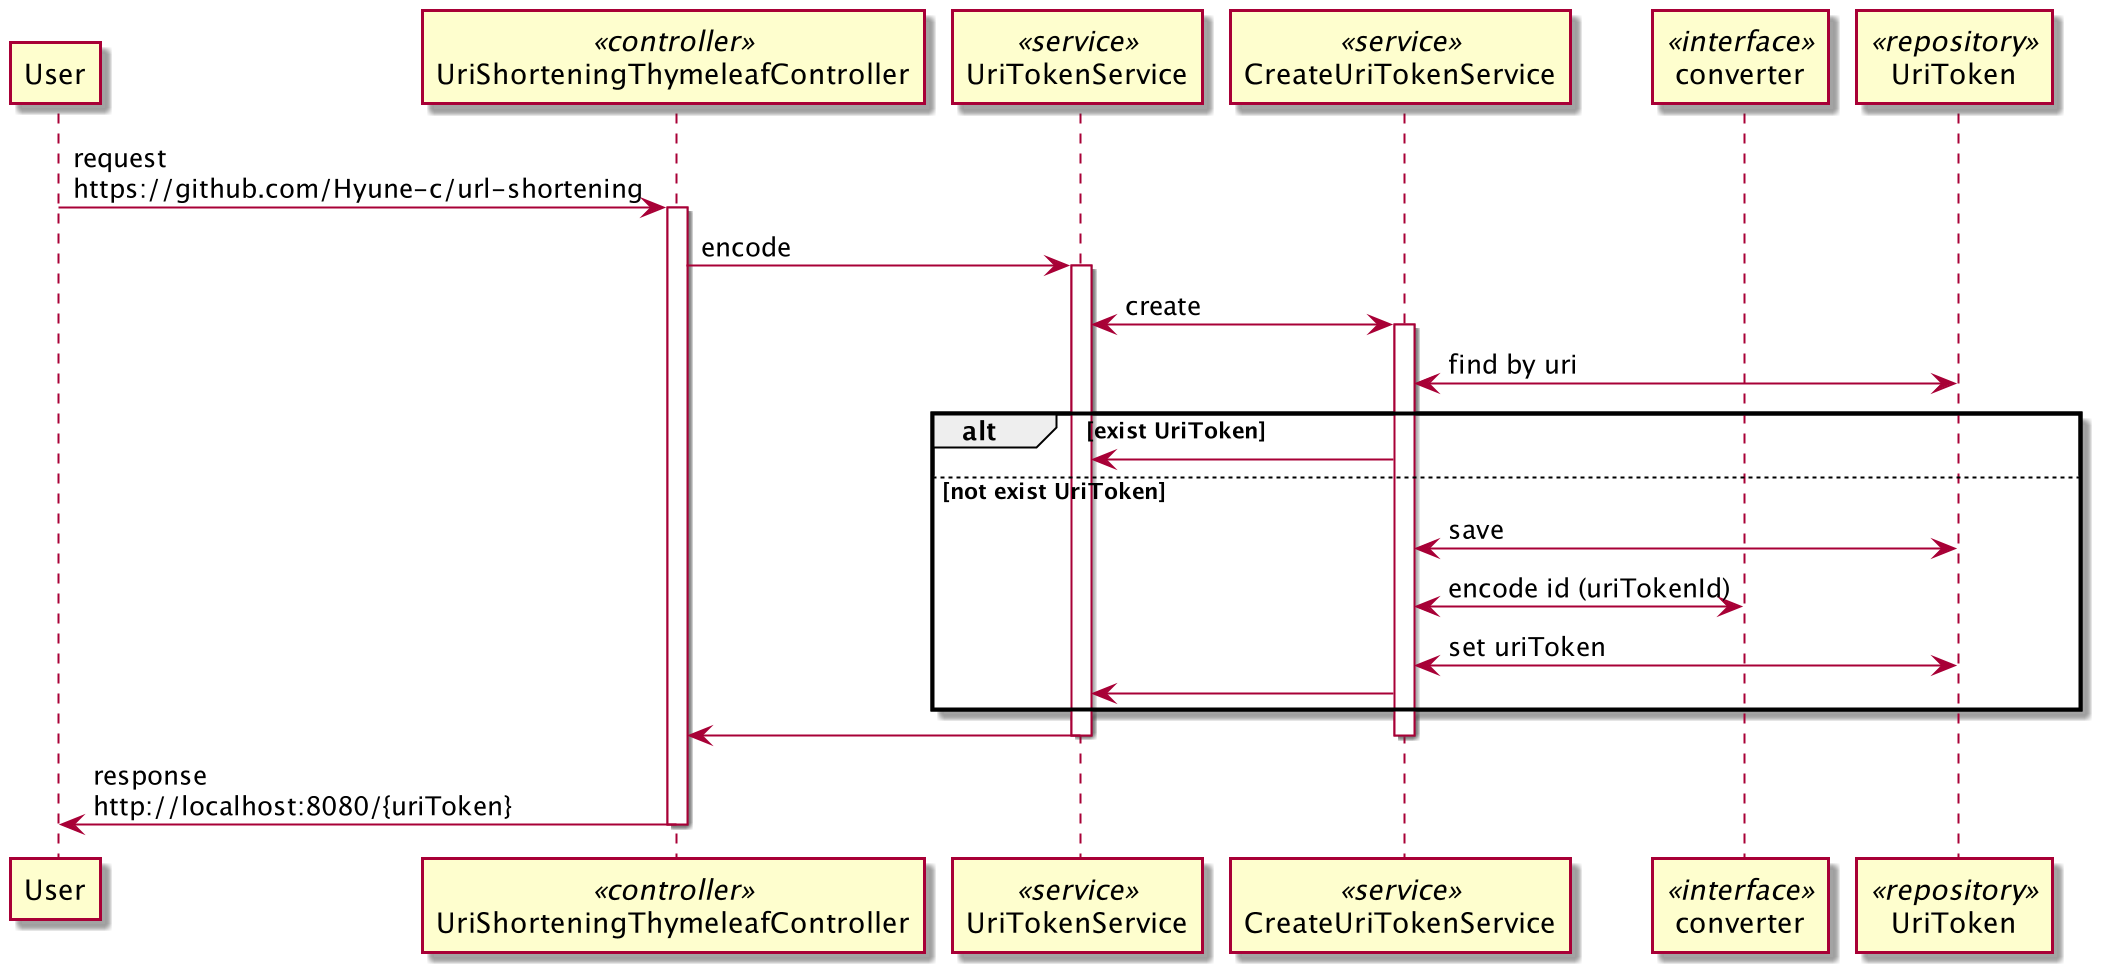 «controller»
«service»
«service»
«interface»
«repository»
User
UriShorteningThymeleafController
UriTokenService
CreateUriTokenService
converter
UriToken
request
https://github.com/Hyune-c/url-shortening
encode
create
find by uri
alt
[exist UriToken]
[not exist UriToken]
save
encode id (uriTokenId)
set uriToken
response
http://localhost:8080/{uriToken}
User
«controller»
UriShorteningThymeleafController
«service»
UriTokenService
«service»
CreateUriTokenService
«interface»
converter
«repository»
UriToken